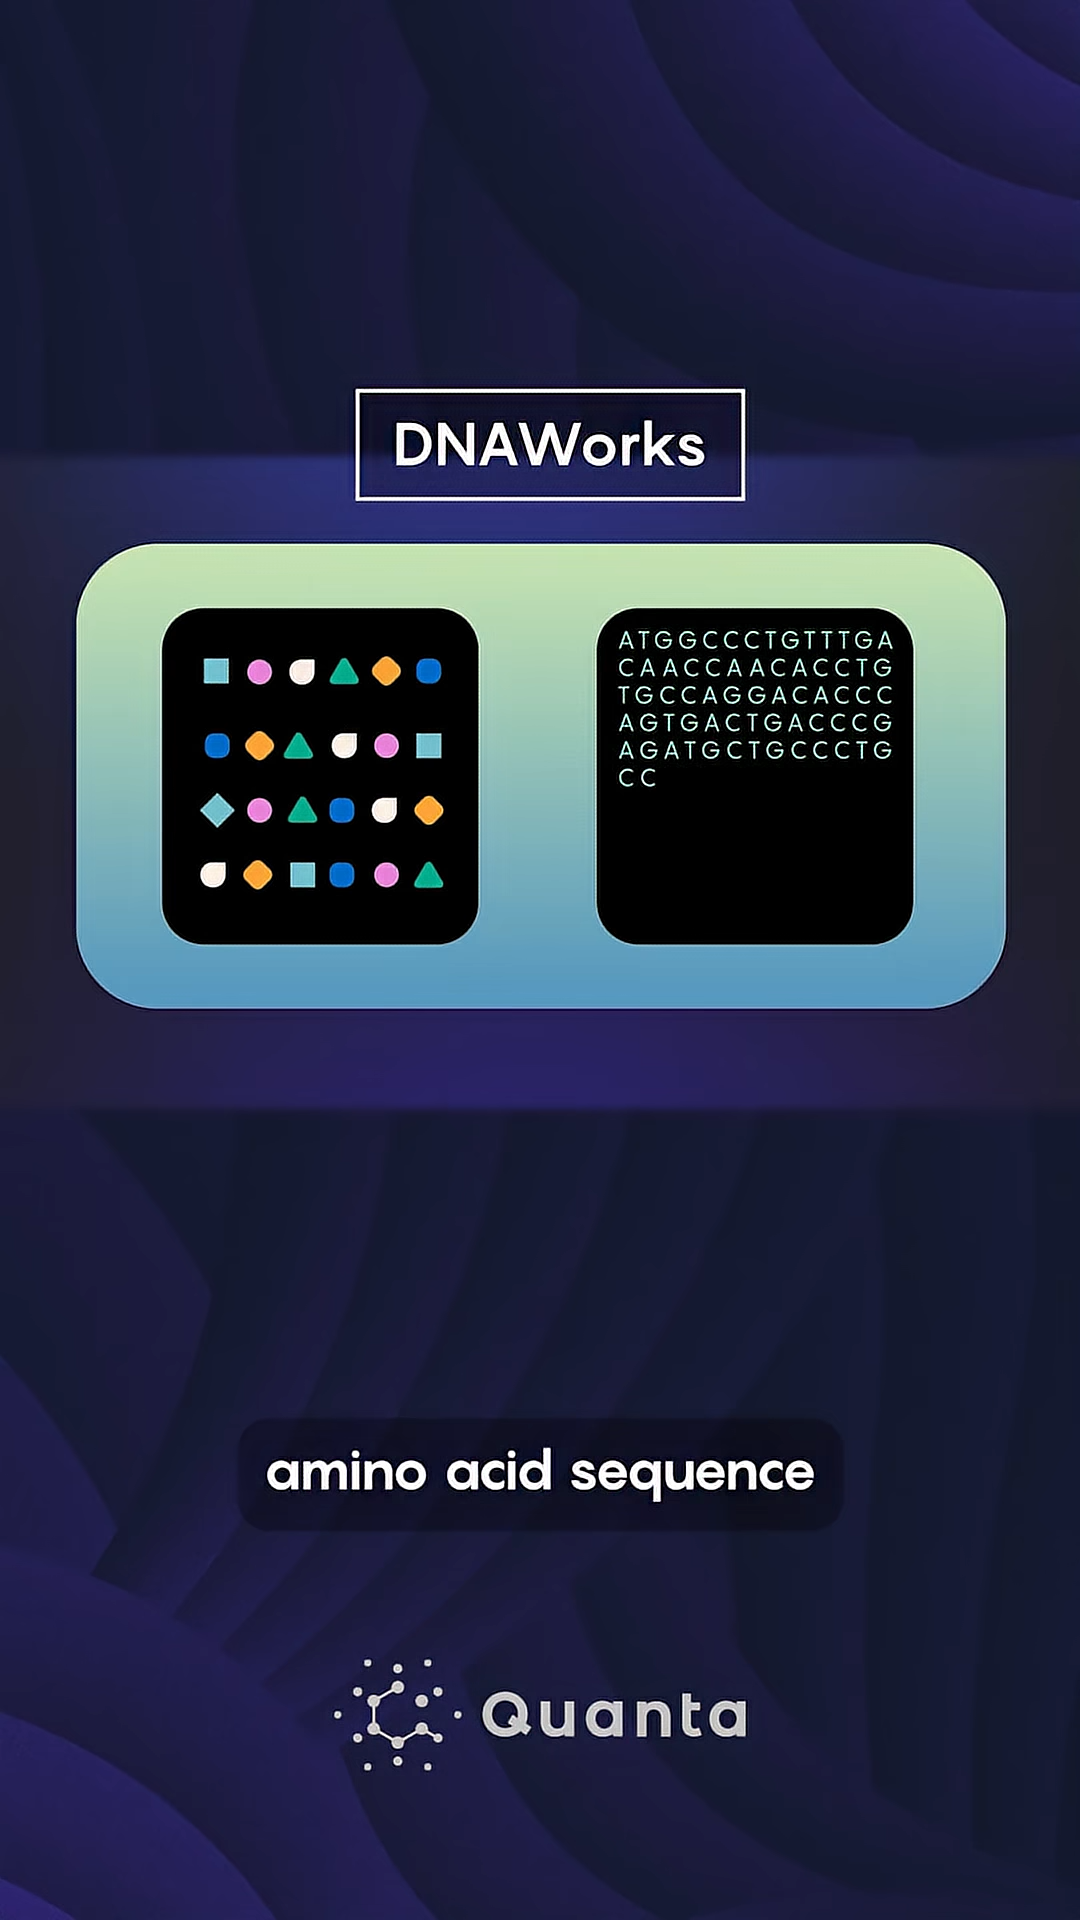 DNAWorks
ATGGCCCTGTTTGA
CAACCAACACCTG
TGCCAGGACACCC
AGTGACTGACCCG
AGATGCTGCCCTG
CC
amino acid sequence
Quanta